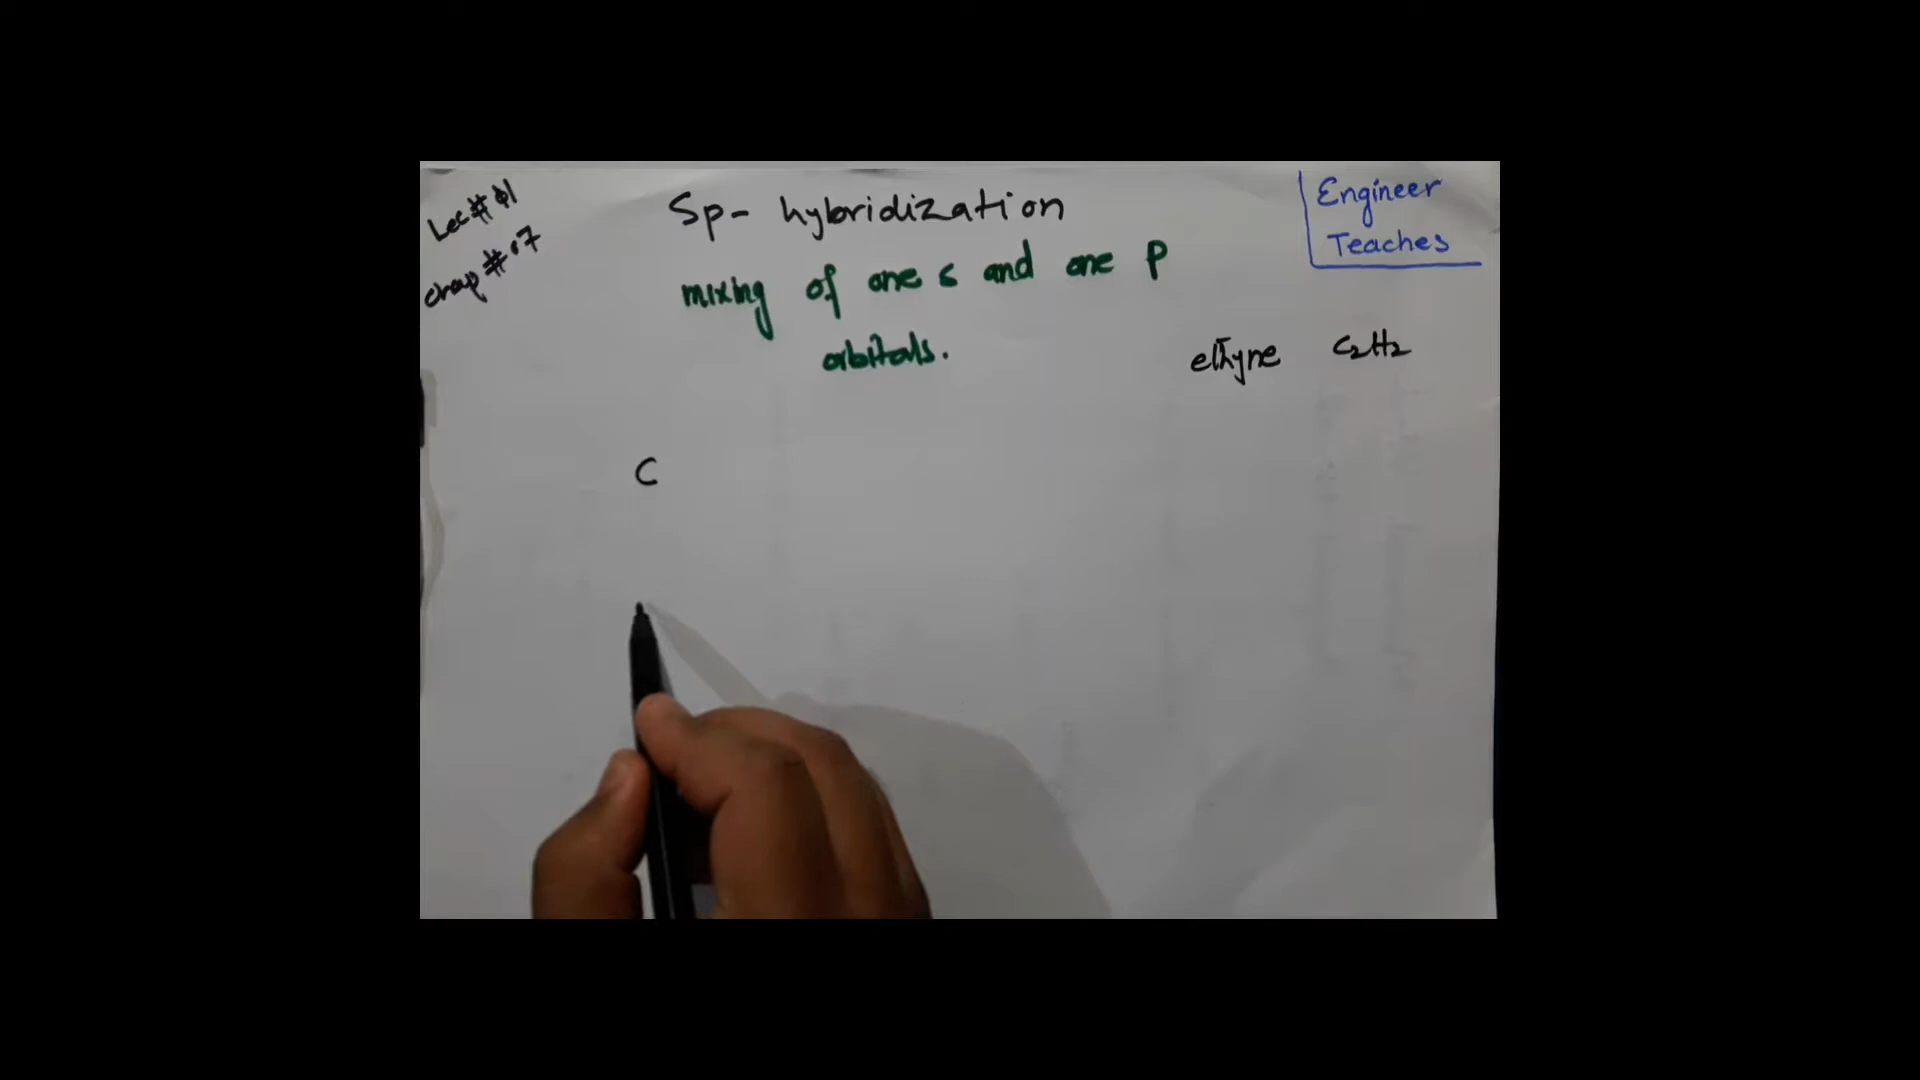 Lec# 01
chap # 07
Sp- hybridization
mixing of one s and one p
orbitals.
Engineer
Teaches
ethyne C₂H₂
C